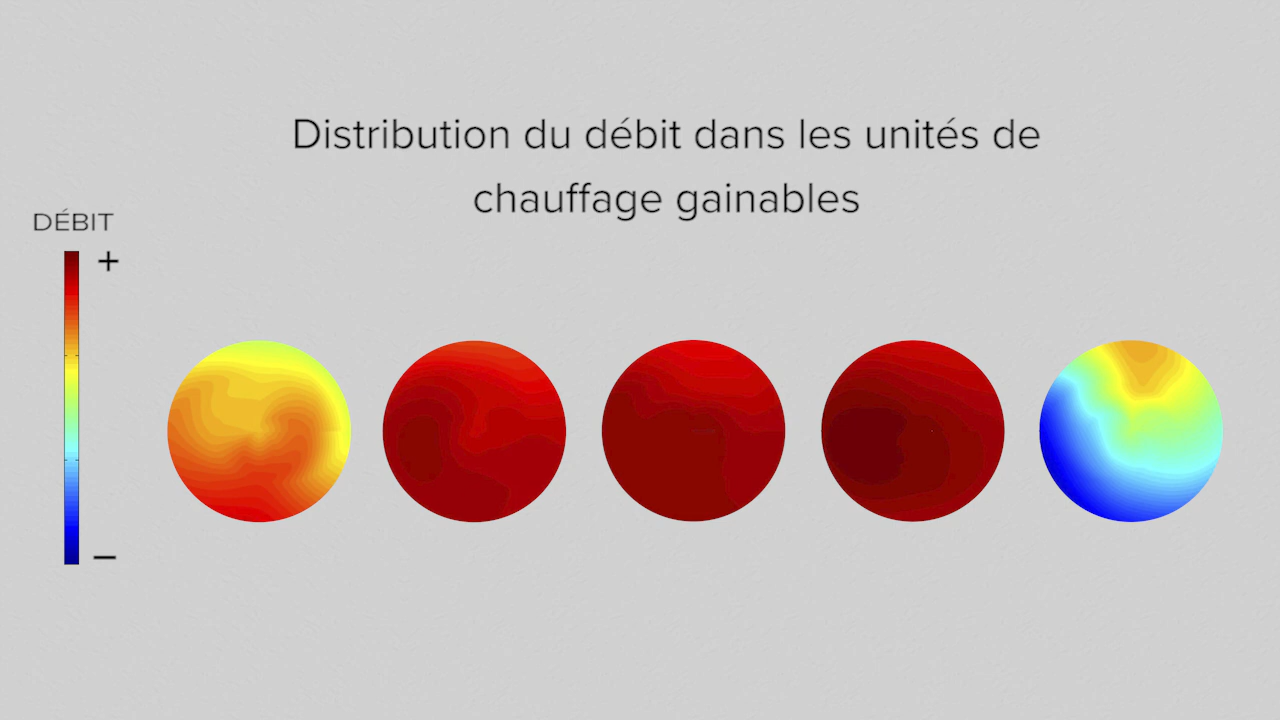 Distribution du débit dans les unités de
chauffage gainables
DÉBIT
+
−